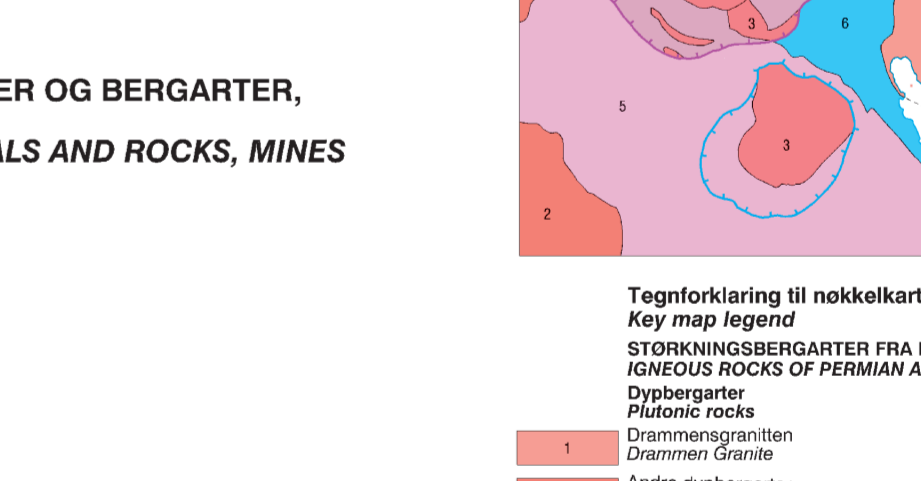 ER OG BERGARTER,
ALS AND ROCKS, MINES
3
6
5
3
2
Tegnforklaring til nøkkelkart
Key map legend
STØRKNINGSBERGARTER FRA
IGNEOUS ROCKS OF PERMIAN A
Dypbergarter
Plutonic rocks
1
Drammensgranitten
Drammen Granite